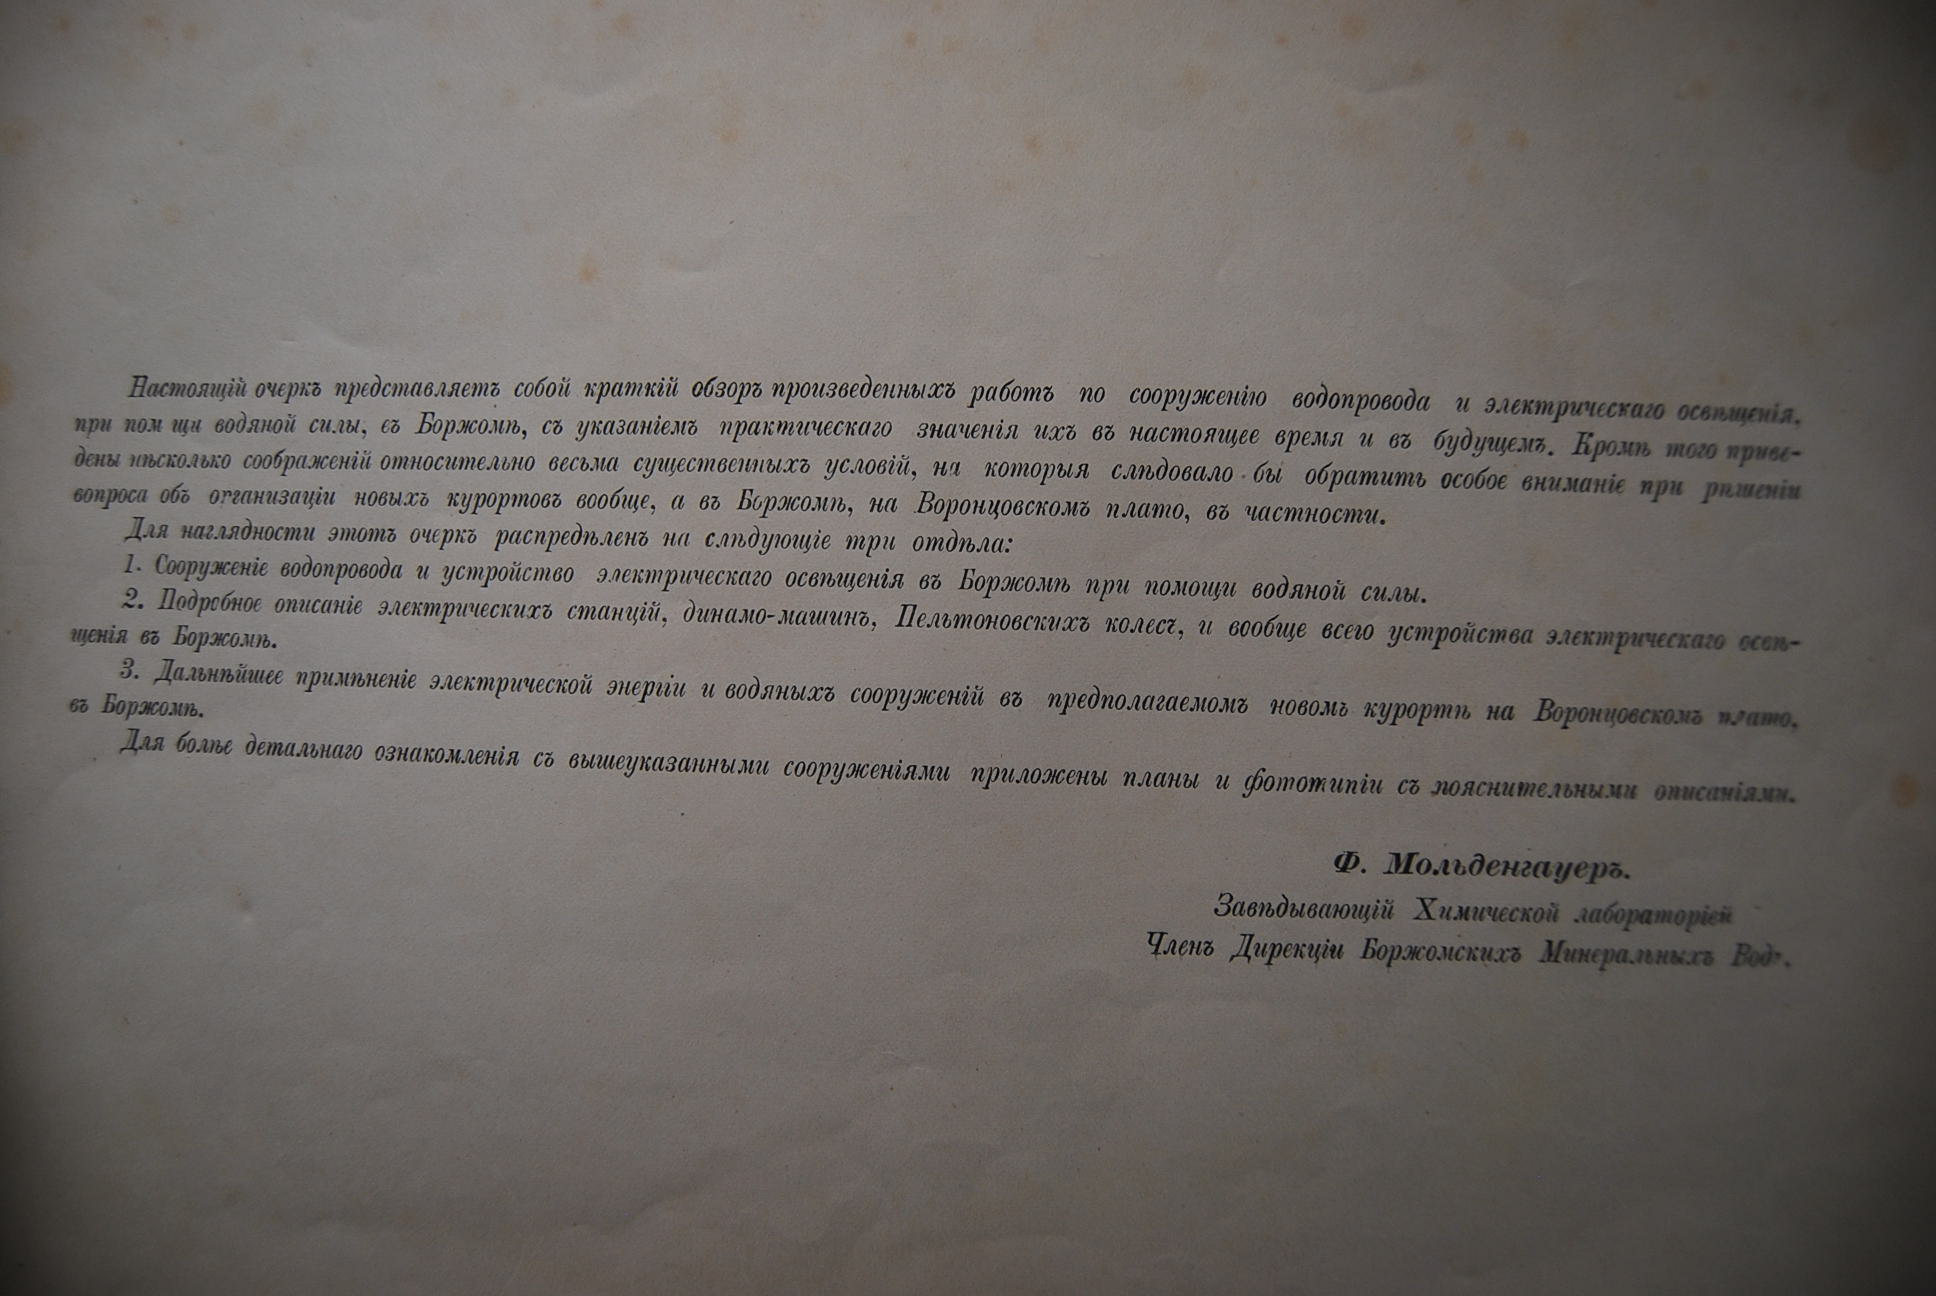 Настоящій очеркъ представляетъ собой краткій обзоръ произведенныхъ работъ по сооруженію водопровода и электрическаго освѣщенія,
при пом щи водяной силы, въ Боржомѣ, съ указаніемъ практическаго значенія ихъ въ настоящее время и въ будущемъ. Кромѣ того приве-
дены нѣсколько соображеній относительно весьма существенныхъ условій, на которыя слѣдовало бы обратить особое вниманіе при рѣшеніи
вопроса объ организаціи новыхъ курортовъ вообще, а въ Боржомѣ, на Воронцовскомъ плато, въ частности.
Для наглядности этотъ очеркъ распредѣленъ на слѣдующіе три отдѣла:
1. Сооруженіе водопровода и устройство электрическаго освѣщенія въ Боржомѣ при помощи водяной силы.
2. Подробное описаніе электрическихъ станцій, динамо-машинъ, Пельтоновскихъ колесъ, и вообще всего устройства электрическаго освѣ-
щенія въ Боржомѣ.
3. Дальнѣйшее примѣненіе электрической энергіи и водяныхъ сооруженій въ предполагаемомъ новомъ курортѣ на Воронцовскомъ плато,
въ Боржомѣ.
Для болѣе детальнаго ознакомленія съ вышеуказанными сооруженіями приложены планы и фототипіи съ пояснительными описаніями.
Ф. Мольденгауеръ.
Завѣдывающій Химической лабораторіей
Членъ Дирекціи Боржомскихъ Минеральныхъ Водъ.